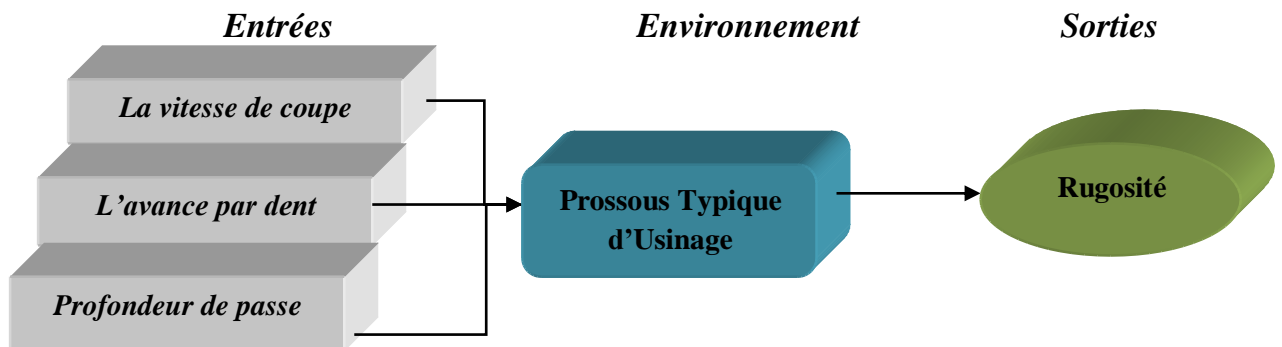 Entrées
Environnement
Sorties
La vitesse de coupe
L’avance par dent
Profondeur de passe
Prossous Typique
d’Usinage
Rugosité